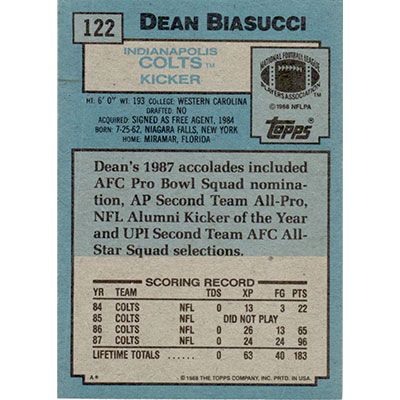 122 DEAN BIASUCCI
INDIANAPOLIS
COLTS™
KICKER
NATIONAL FOOTBALL LEAGUE
PLAYERS ASSOCIATION
© 1988 NFLPA
TOPPS
HT. 6' 0" WT. 193 COLLEGE: WESTERN CAROLINA
DRAFTED: NO
ACQUIRED: SIGNED AS FREE AGENT, 1984
BORN: 7-25-62, NIAGARA FALLS, NEW YORK
HOME: MIRAMAR, FLORIDA
Dean's 1987 accolades included
AFC Pro Bowl Squad nomina-
tion, AP Second Team All-Pro,
NFL Alumni Kicker of the Year
and UPI Second Team AFC All-
Star Squad selections.
SCORING RECORD
YR TEAM TDS XP FG PTS
84 COLTS NFL 0 13 3 22
85 COLTS NFL DID NOT PLAY
86 COLTS NFL 0 26 13 65
87 COLTS NFL 0 24 24 96
LIFETIME TOTALS ...... 0 63 40 183
A* © 1988 THE TOPPS COMPANY, INC. PRTD. IN USA.